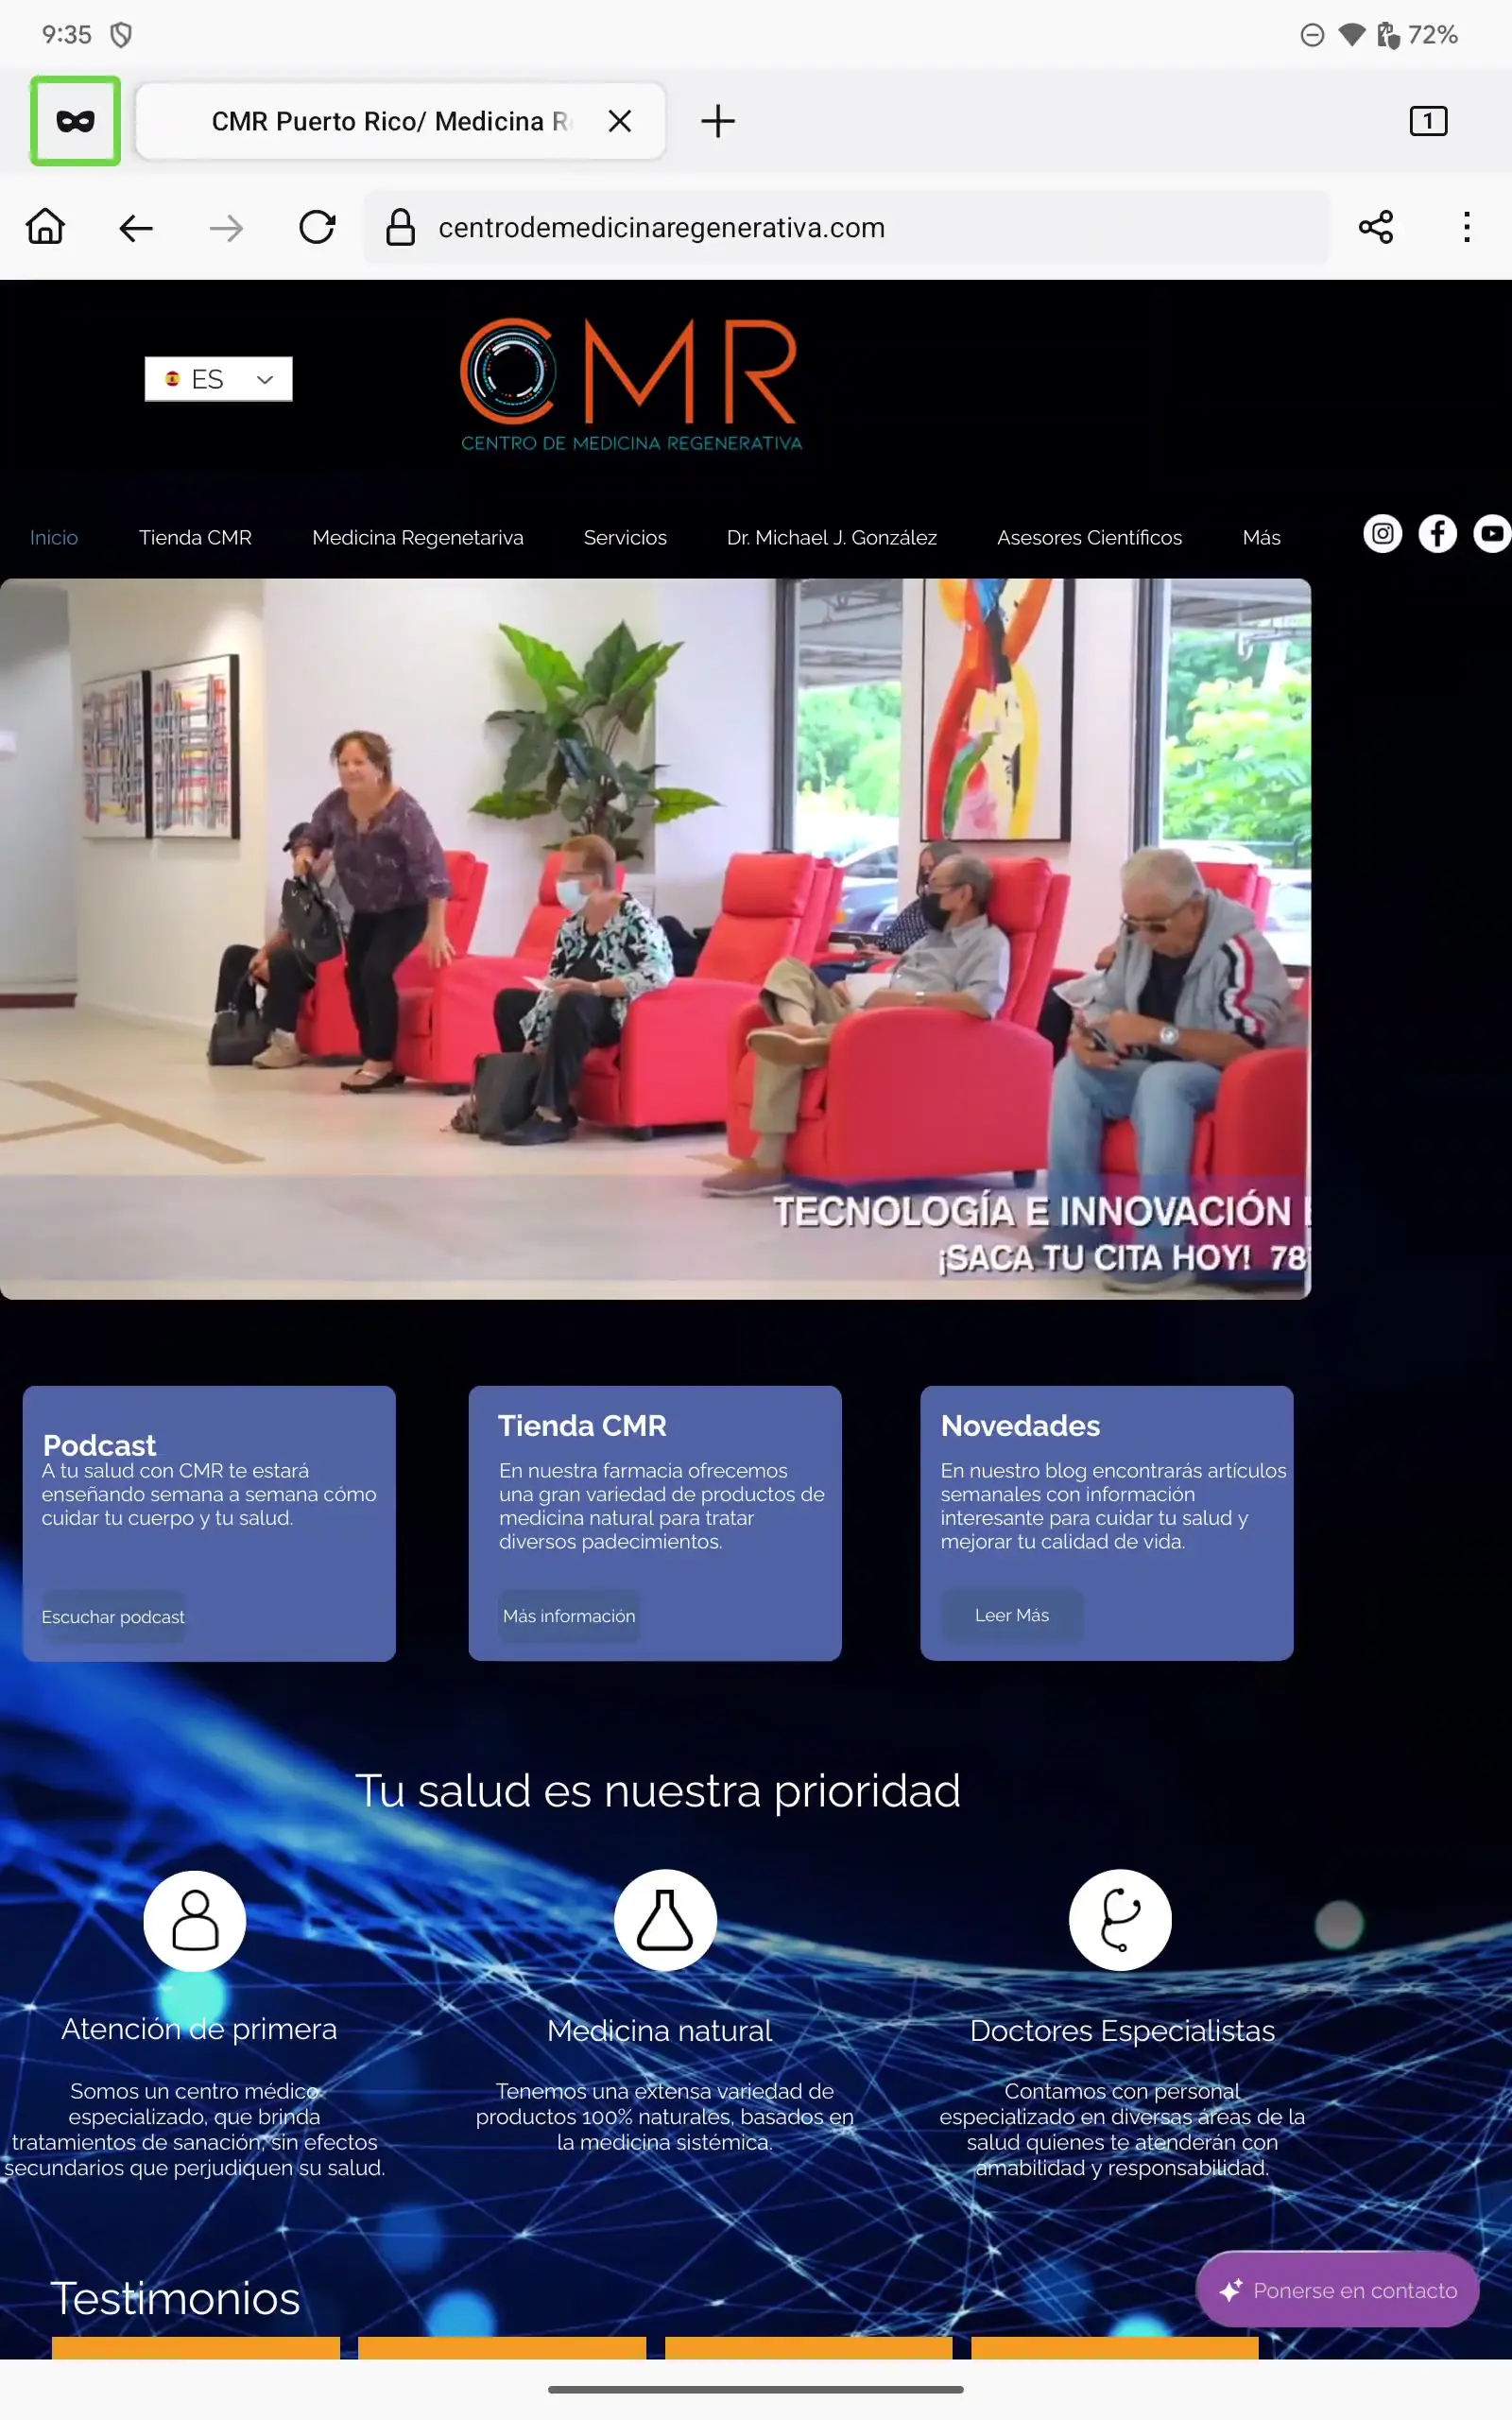 9:35
72%
CMR Puerto Rico/ Medicina R
1
centrodemedicinaregenerativa.com
ES
CMR
CENTRO DE MEDICINA REGENERATIVA
Inicio
Tienda CMR
Medicina Regenetariva
Servicios
Dr. Michael J. González
Asesores Científicos
Más
TECNOLOGÍA E INNOVACIÓN
¡SACA TU CITA HOY! 78
Podcast
A tu salud con CMR te estará
enseñando semana a semana cómo
cuidar tu cuerpo y tu salud.
Escuchar podcast
Tienda CMR
En nuestra farmacia ofrecemos
una gran variedad de productos de
medicina natural para tratar
diversos padecimientos.
Más información
Novedades
En nuestro blog encontrarás artículos
semanales con información
interesante para cuidar tu salud y
mejorar tu calidad de vida.
Leer Más
Tu salud es nuestra prioridad
Atención de primera
Somos un centro médico
especializado, que brinda
tratamientos de sanación, sin efectos
secundarios que perjudiquen su salud.
Medicina natural
Tenemos una extensa variedad de
productos 100% naturales, basados en
la medicina sistémica.
Doctores Especialistas
Contamos con personal
especializado en diversas áreas de la
salud quienes te atenderán con
amabilidad y responsabilidad.
Testimonios
Ponerse en contacto